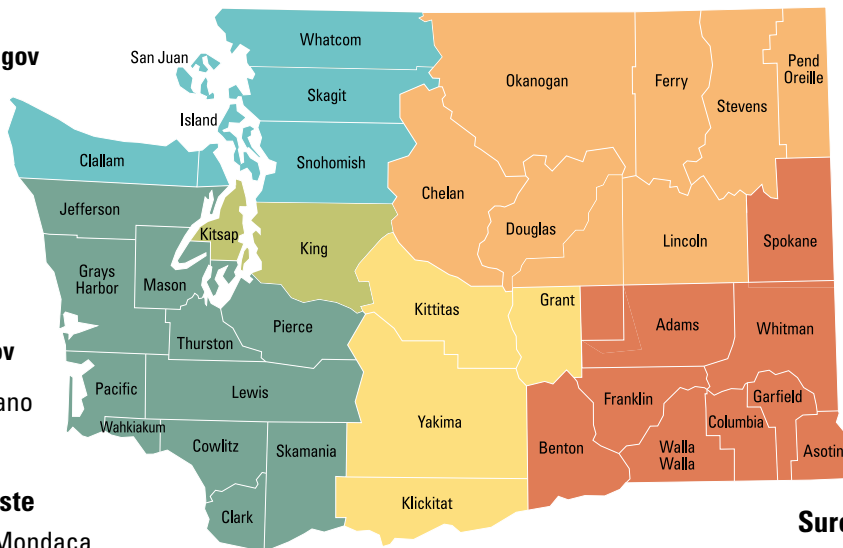 gov
San Juan
Whatcom
Skagit
Island
Snohomish
Clallam
Jefferson
Kitsap
King
Grays
Harbor
Mason
Pierce
Thurston
Pacific
Lewis
Wahkiakum
Cowlitz
Skamania
Clark
Okanogan
Ferry
Stevens
Pend
Oreille
Chelan
Douglas
Lincoln
Spokane
Kittitas
Grant
Adams
Whitman
Yakima
Benton
Franklin
Walla
Walla
Columbia
Garfield
Asotin
Klickitat
ov
ano
ste
Mondaca
Sure